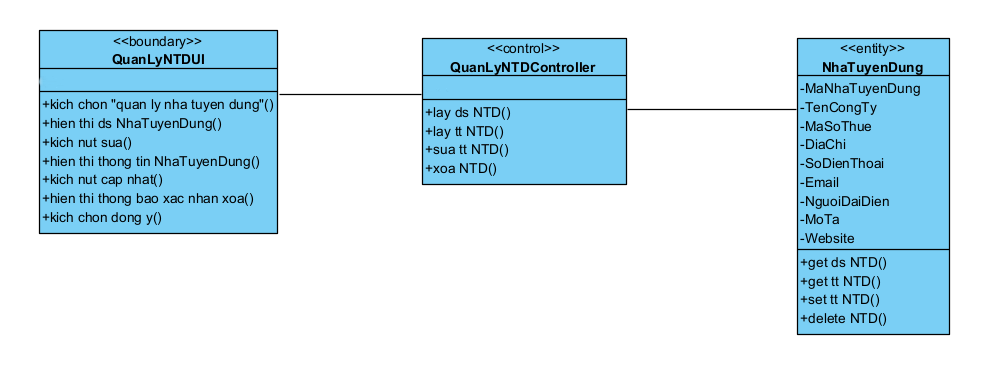 <<boundary>>
QuanLyNTDUI
+kich chon "quan ly nha tuyen dung"()
+hien thi ds NhaTuyenDung()
+kich nut sua()
+hien thi thong tin NhaTuyenDung()
+kich nut cap nhat()
+hien thi thong bao xac nhan xoa()
+kich chon dong y()
<<control>>
QuanLyNTDController
+lay ds NTD()
+lay tt NTD()
+sua tt NTD()
+xoa NTD()
<<entity>>
NhaTuyenDung
-MaNhaTuyenDung
-TenCongTy
-MaSoThue
-DiaChi
-SoDienThoai
-Email
-NguoiDaiDien
-MoTa
-Website
+get ds NTD()
+get tt NTD()
+set tt NTD()
+delete NTD()